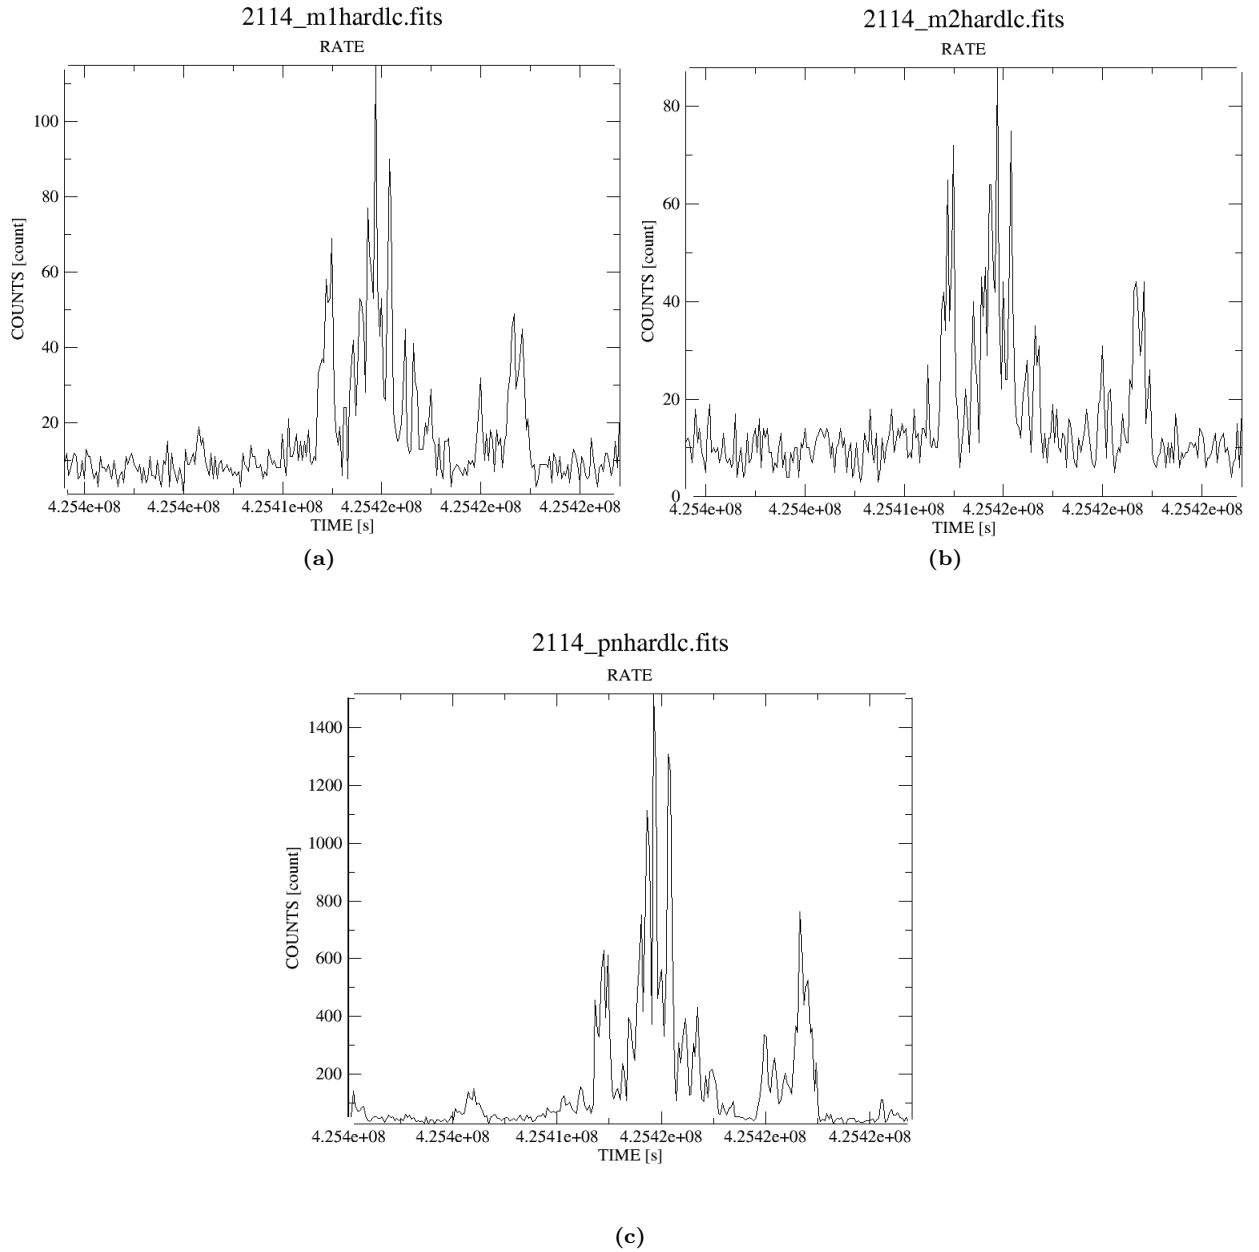 2114_m1hardlc.fits
RATE
100
80
60
40
20
COUNTS [count]
4.254e+08 4.254e+08 4.2541e+08 4.2542e+08 4.2542e+08 4.2542e+08
TIME [s]
(a)
2114_m2hardlc.fits
RATE
80
60
40
20
0
COUNTS [count]
4.254e+08 4.254e+08 4.2541e+08 4.2542e+08 4.2542e+08 4.2542e+08
TIME [s]
(b)
2114_pnhardlc.fits
RATE
1400
1200
1000
800
600
400
200
COUNTS [count]
4.254e+08 4.254e+08 4.2541e+08 4.2542e+08 4.2542e+08 4.2542e+08
TIME [s]
(c)